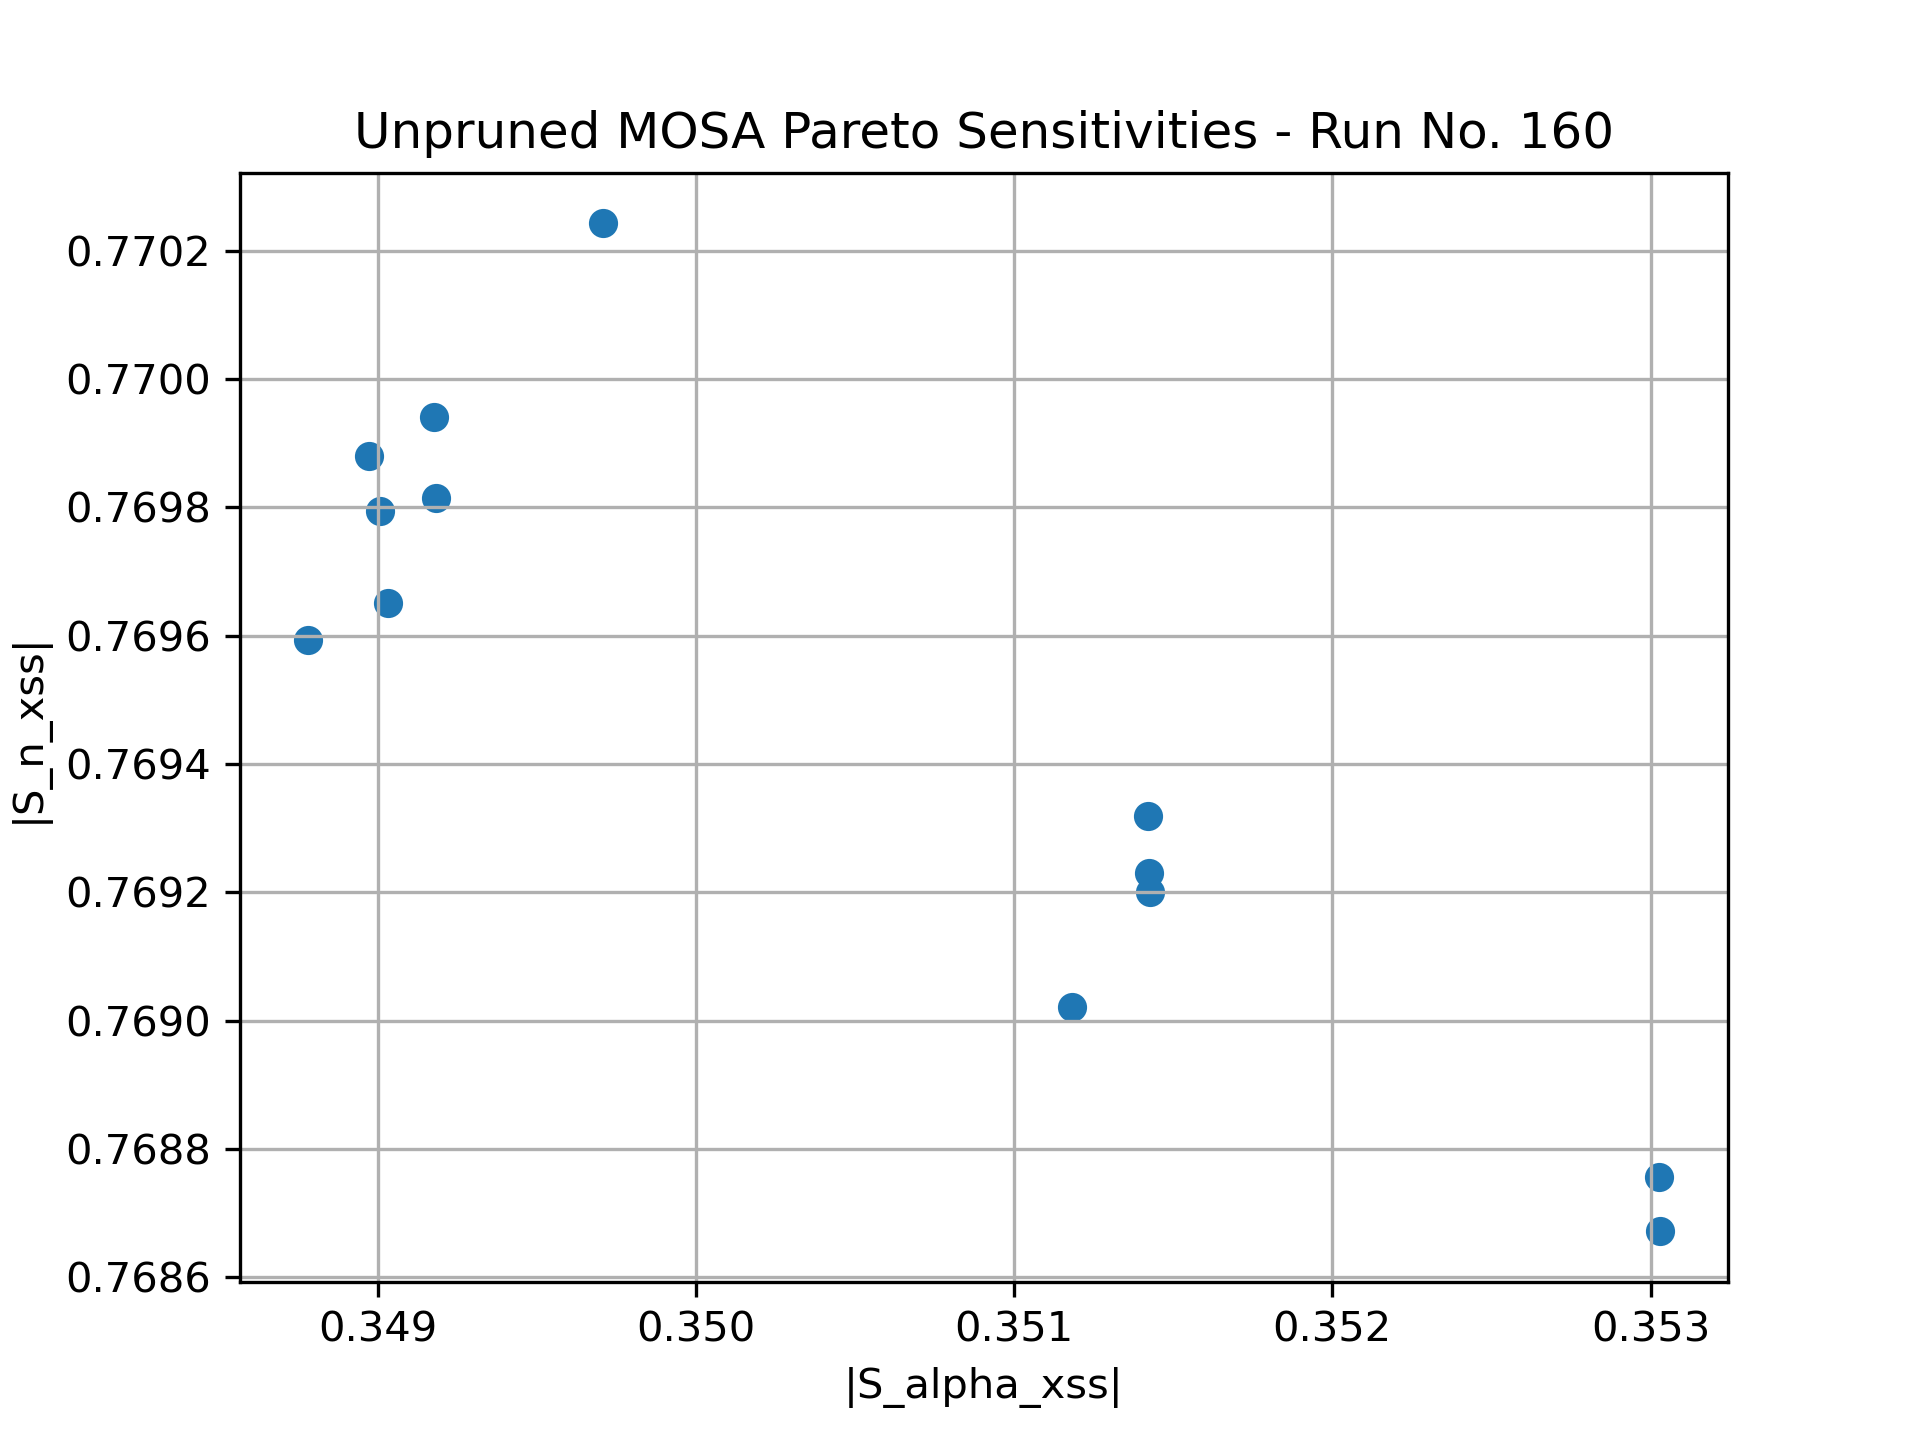 Unpruned MOSA Pareto Sensitivities - Run No. 160
0.7702
0.7700
0.7698
0.7696
0.7694
0.7692
0.7690
0.7688
0.7686
|S_n_xss|
0.349 0.350 0.351 0.352 0.353
|S_alpha_xss|